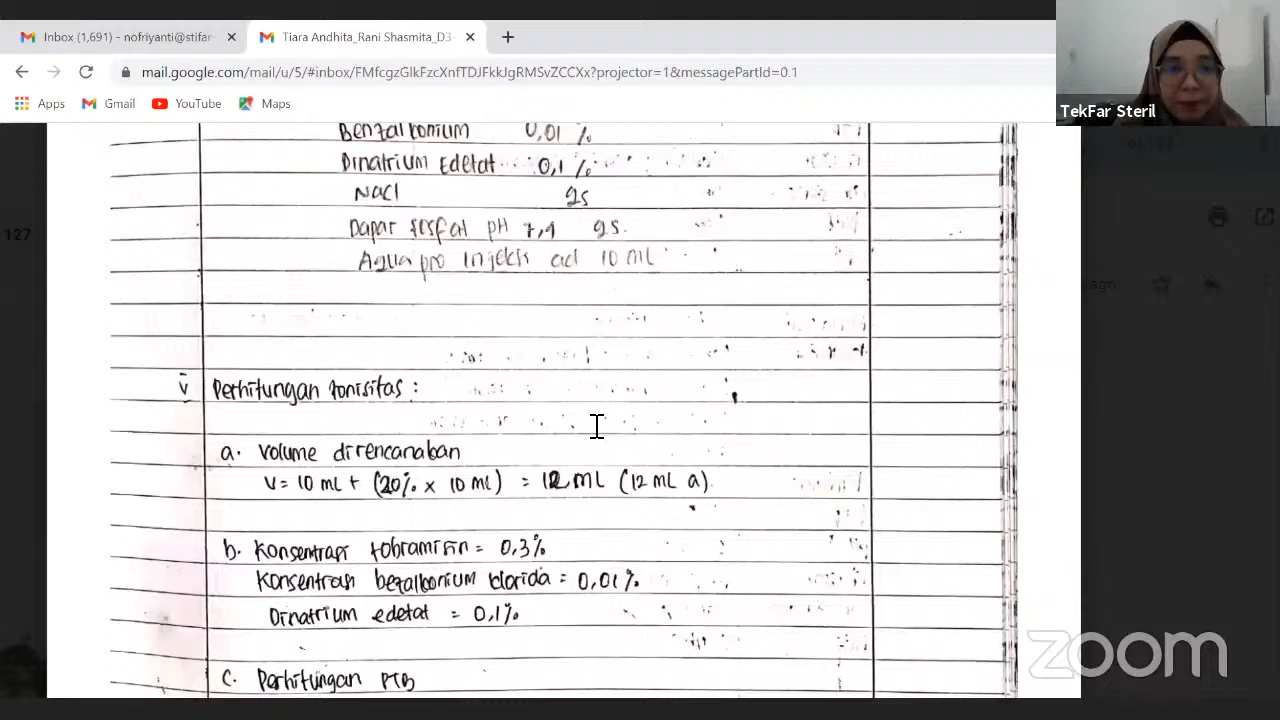 Inbox (1,691) - nofriyanti@stifar-
Tiara Andhita_Rani Shasmita_D3-
mail.google.com/mail/u/5/#inbox/FMfcgzGlkFzcXnfTDJFkkJgRMSvZCCXx?projector=1&messagePartId=0.1
Apps Gmail YouTube Maps
TekFar Steril
127
Benzalkonium 0,01 %
Dinatrium Edetat 0,1 %
NaCl qs
Dapar fosfat pH 7,4 qs.
Aqua pro injeksi ad 10 ml
V Perhitungan tonisitas :
a. Volume direncanakan
V = 10 ml + (20% x 10 ml) = 12 ml (12 ml a)
b. Konsentrasi tobramisin = 0,3%
Konsentrasi bezalkonium klorida = 0,01%
Dinatrium edetat = 0,1%
c. Perhitungan PTB
zoom